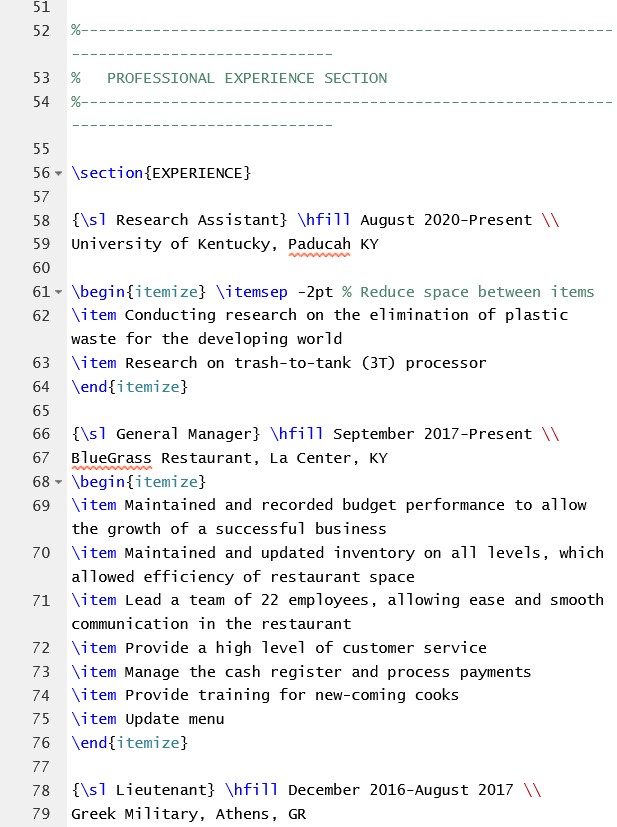 51
52 %-----------------------------------------------------------
-----------------------------
53 %   PROFESSIONAL EXPERIENCE SECTION
54 %-----------------------------------------------------------
-----------------------------
55
56 \section{EXPERIENCE}
57
58 {\sl Research Assistant} \hfill August 2020-Present \\
59 University of Kentucky, Paducah KY
60
61 \begin{itemize} \itemsep -2pt % Reduce space between items
62 \item Conducting research on the elimination of plastic
waste for the developing world
63 \item Research on trash-to-tank (3T) processor
64 \end{itemize}
65
66 {\sl General Manager} \hfill September 2017-Present \\
67 BlueGrass Restaurant, La Center, KY
68 \begin{itemize}
69 \item Maintained and recorded budget performance to allow
the growth of a successful business
70 \item Maintained and updated inventory on all levels, which
allowed efficiency of restaurant space
71 \item Lead a team of 22 employees, allowing ease and smooth
communication in the restaurant
72 \item Provide a high level of customer service
73 \item Manage the cash register and process payments
74 \item Provide training for new-coming cooks
75 \item Update menu
76 \end{itemize}
77
78 {\sl Lieutenant} \hfill December 2016-August 2017 \\
79 Greek Military, Athens, GR